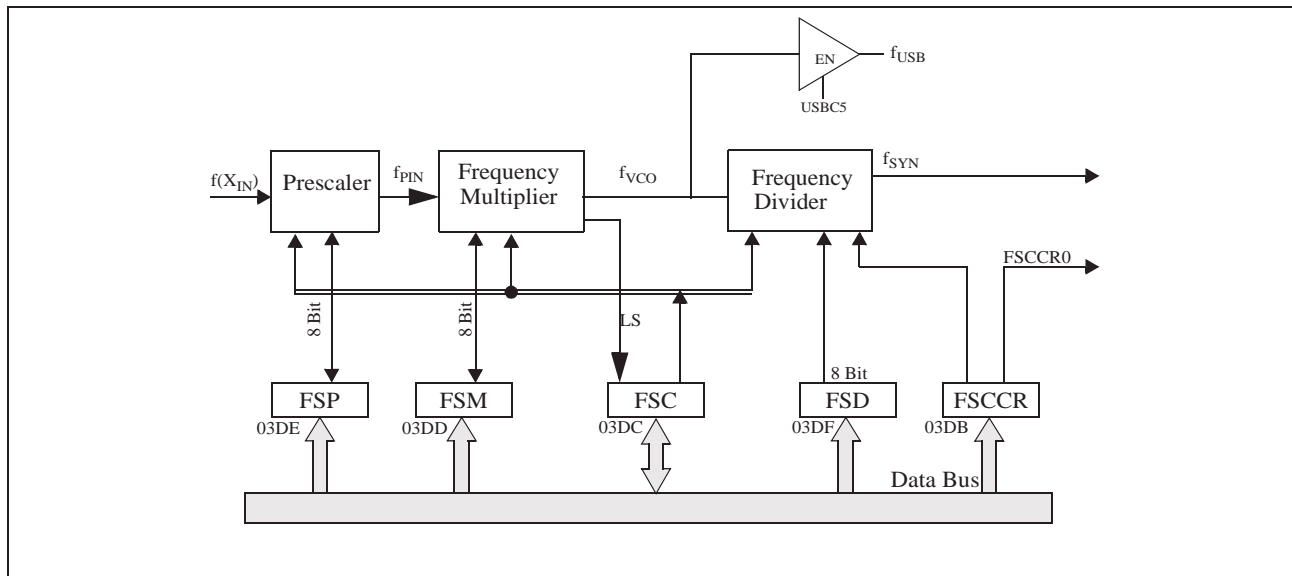 EN
fUSB
USBC5
f(XIN)
Prescaler
fPIN
Frequency
Multiplier
fVCO
Frequency
Divider
fSYN
FSCCR0
8 Bit
8 Bit
LS
8 Bit
FSP
FSM
FSC
FSD
FSCCR
03DE
03DD
03DC
03DF
03DB
Data Bus